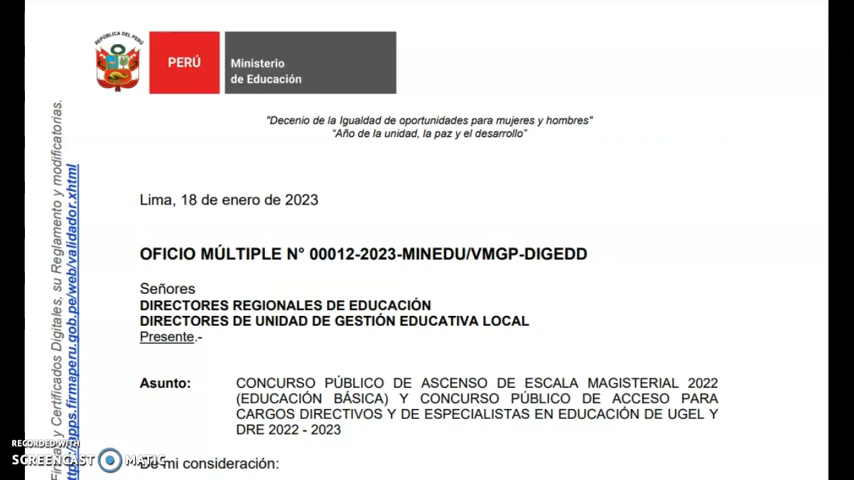 REPÚBLICA DEL PERÚ
PERÚ
Ministerio
de Educación
"Decenio de la Igualdad de oportunidades para mujeres y hombres"
"Año de la unidad, la paz y el desarrollo"
Lima, 18 de enero de 2023
OFICIO MÚLTIPLE N° 00012-2023-MINEDU/VMGP-DIGEDD
Señores
DIRECTORES REGIONALES DE EDUCACIÓN
DIRECTORES DE UNIDAD DE GESTIÓN EDUCATIVA LOCAL
Presente.-
Asunto: CONCURSO PÚBLICO DE ASCENSO DE ESCALA MAGISTERIAL 2022
(EDUCACIÓN BÁSICA) Y CONCURSO PÚBLICO DE ACCESO PARA
CARGOS DIRECTIVOS Y DE ESPECIALISTAS EN EDUCACIÓN DE UGEL Y
DRE 2022 - 2023
De mi consideración:
y Certificados Digitales, su Reglamento y modificatorias.
apps.firmaperu.gob.pe/web/validador.xhtml
RECORDED WITH
SCREENCAST MATIC